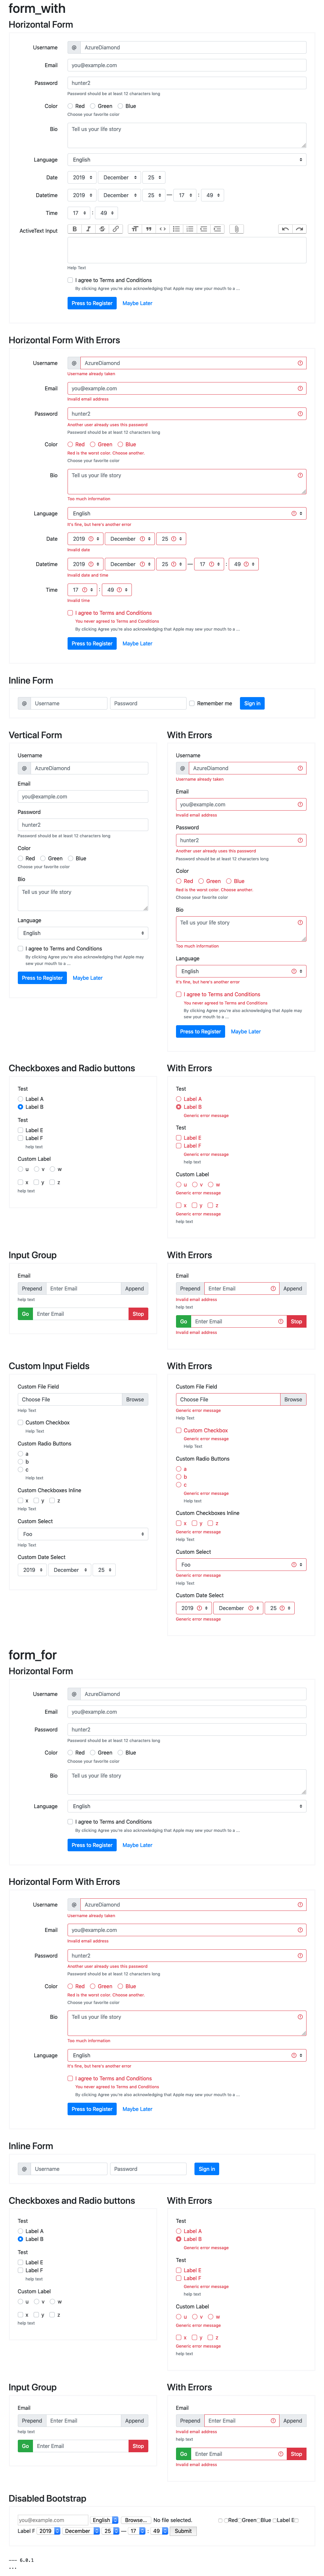 form_with
Horizontal Form
Username @ AzureDiamond
Email you@example.com
Password hunter2
Password should be at least 12 characters long
Color Red Green Blue
Choose your favorite color
Bio Tell us your life story
Language English
Date 2019 December 25
Datetime 2019 December 25 — 17 : 49
Time 17 : 49
ActiveText Input
Help Text
I agree to Terms and Conditions
By clicking Agree you're also acknowledging that Apple may sew your mouth to a ...
Press to Register Maybe Later
Horizontal Form With Errors
Username @ AzureDiamond
Username already taken
Email you@example.com
Invalid email address
Password hunter2
Another user already uses this password
Password should be at least 12 characters long
Color Red Green Blue
Red is the worst color. Choose another.
Choose your favorite color
Bio Tell us your life story
Too much information
Language English
It's fine, but here's another error
Date 2019 December 25
Invalid date
Datetime 2019 December 25 — 17 : 49
Invalid date and time
Time 17 : 49
Invalid time
I agree to Terms and Conditions
You never agreed to Terms and Conditions
By clicking Agree you're also acknowledging that Apple may sew your mouth to a ...
Press to Register Maybe Later
Inline Form
@ Username Password Remember me Sign in
Vertical Form
Username
@ AzureDiamond
Email
you@example.com
Password
hunter2
Password should be at least 12 characters long
Color
Red Green Blue
Choose your favorite color
Bio
Tell us your life story
Language
English
I agree to Terms and Conditions
By clicking Agree you're also acknowledging that Apple may
sew your mouth to a ...
Press to Register Maybe Later
With Errors
Username
@ AzureDiamond
Username already taken
Email
you@example.com
Invalid email address
Password
hunter2
Another user already uses this password
Password should be at least 12 characters long
Color
Red Green Blue
Red is the worst color. Choose another.
Choose your favorite color
Bio
Tell us your life story
Too much information
Language
English
It's fine, but here's another error
I agree to Terms and Conditions
You never agreed to Terms and Conditions
By clicking Agree you're also acknowledging that Apple may
sew your mouth to a ...
Press to Register Maybe Later
Checkboxes and Radio buttons
Test
Label A
Label B
Test
Label E
Label F
help text
Custom Label
u v w
x y z
help text
With Errors
Test
Label A
Label B
Generic error message
Test
Label E
Label F
Generic error message
help text
Custom Label
u v w
Generic error message
x y z
Generic error message
help text
Input Group
Email
Prepend Enter Email Append
help text
Go Enter Email Stop
With Errors
Email
Prepend Enter Email Append
Invalid email address
help text
Go Enter Email Stop
Invalid email address
Custom Input Fields
Custom File Field
Choose File Browse
Help Text
Custom Checkbox
Help Text
Custom Radio Buttons
a
b
c
Help text
Custom Checkboxes Inline
x y z
Help Text
Custom Select
Foo
Help Text
Custom Date Select
2019 December 25
With Errors
Custom File Field
Choose File Browse
Generic error message
Help Text
Custom Checkbox
Generic error message
Help Text
Custom Radio Buttons
a
b
c
Generic error message
Help text
Custom Checkboxes Inline
x y z
Generic error message
Help Text
Custom Select
Foo
Generic error message
Help Text
Custom Date Select
2019 December 25
Generic error message
form_for
Horizontal Form
Username @ AzureDiamond
Email you@example.com
Password hunter2
Password should be at least 12 characters long
Color Red Green Blue
Choose your favorite color
Bio Tell us your life story
Language English
I agree to Terms and Conditions
By clicking Agree you're also acknowledging that Apple may sew your mouth to a ...
Press to Register Maybe Later
Horizontal Form With Errors
Username @ AzureDiamond
Username already taken
Email you@example.com
Invalid email address
Password hunter2
Another user already uses this password
Password should be at least 12 characters long
Color Red Green Blue
Red is the worst color. Choose another.
Choose your favorite color
Bio Tell us your life story
Too much information
Language English
It's fine, but here's another error
I agree to Terms and Conditions
You never agreed to Terms and Conditions
By clicking Agree you're also acknowledging that Apple may sew your mouth to a ...
Press to Register Maybe Later
Inline Form
@ Username Password Sign in
Checkboxes and Radio buttons
Test
Label A
Label B
Test
Label E
Label F
help text
Custom Label
u v w
x y z
help text
With Errors
Test
Label A
Label B
Generic error message
Test
Label E
Label F
Generic error message
help text
Custom Label
u v w
Generic error message
x y z
Generic error message
help text
Input Group
Email
Prepend Enter Email Append
help text
Go Enter Email Stop
With Errors
Email
Prepend Enter Email Append
Invalid email address
help text
Go Enter Email Stop
Invalid email address
Disabled Bootstrap
you@example.com English Browse... No file selected. Red Green Blue Label E
Label F 2019 December 25 — 17 : 49 Submit
--- 6.0.1
...